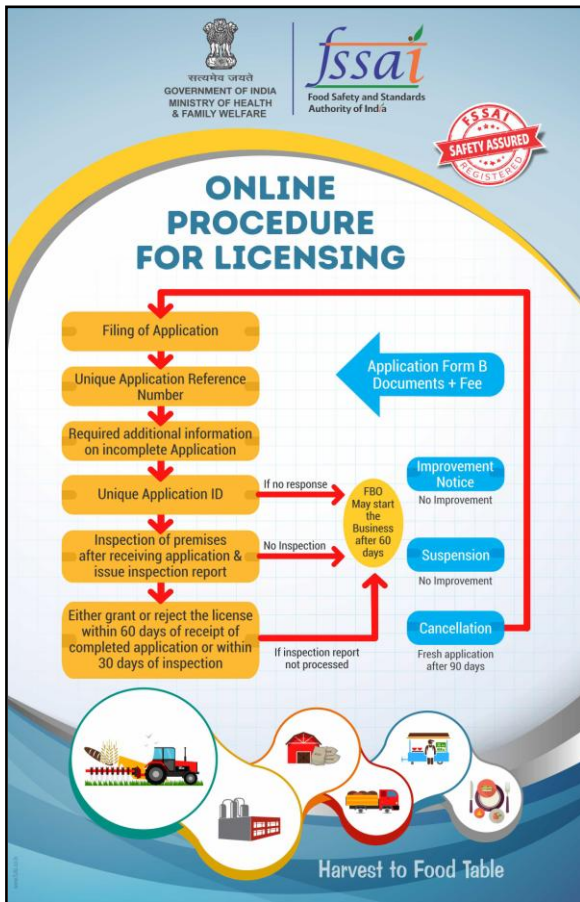 सत्यमेव जयते
GOVERNMENT OF INDIA
MINISTRY OF HEALTH
& FAMILY WELFARE
fssai
Food Safety and Standards
Authority of India
FSSAI
SAFETY ASSURED
REGISTERED
ONLINE
PROCEDURE
FOR LICENSING
Filing of Application
Unique Application Reference
Number
Required additional information
on incomplete Application
Unique Application ID
Inspection of premises
after receiving application &
issue inspection report
Either grant or reject the license
within 60 days of receipt of
completed application or within
30 days of inspection
If no response
No Inspection
If inspection report
not processed
FBO
May start
the
Business
after 60
days
Application Form B
Documents + Fee
Improvement
Notice
No Improvement
Suspension
No Improvement
Cancellation
Fresh application
after 90 days
Harvest to Food Table